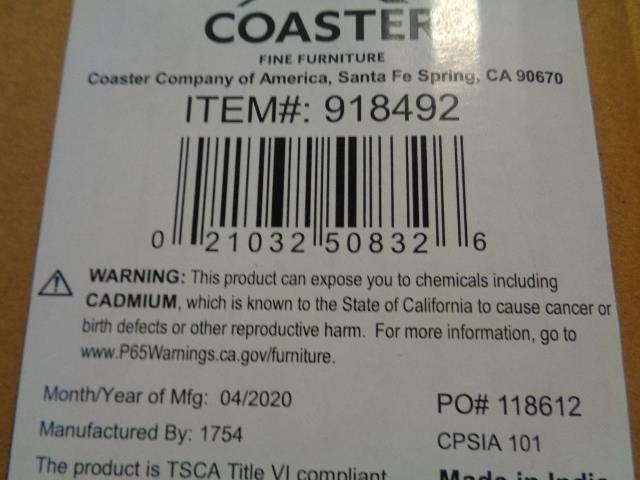 COASTER
FINE FURNITURE
Coaster Company of America, Santa Fe Spring, CA 90670
ITEM#: 918492
0 21032 50832 6
WARNING: This product can expose you to chemicals including
CADMIUM, which is known to the State of California to cause cancer or
birth defects or other reproductive harm. For more information, go to
www.P65Warnings.ca.gov/furniture.
Month/Year of Mfg: 04/2020
PO# 118612
Manufactured By: 1754
CPSIA 101
The product is TSCA Title VI compliant
Made in India